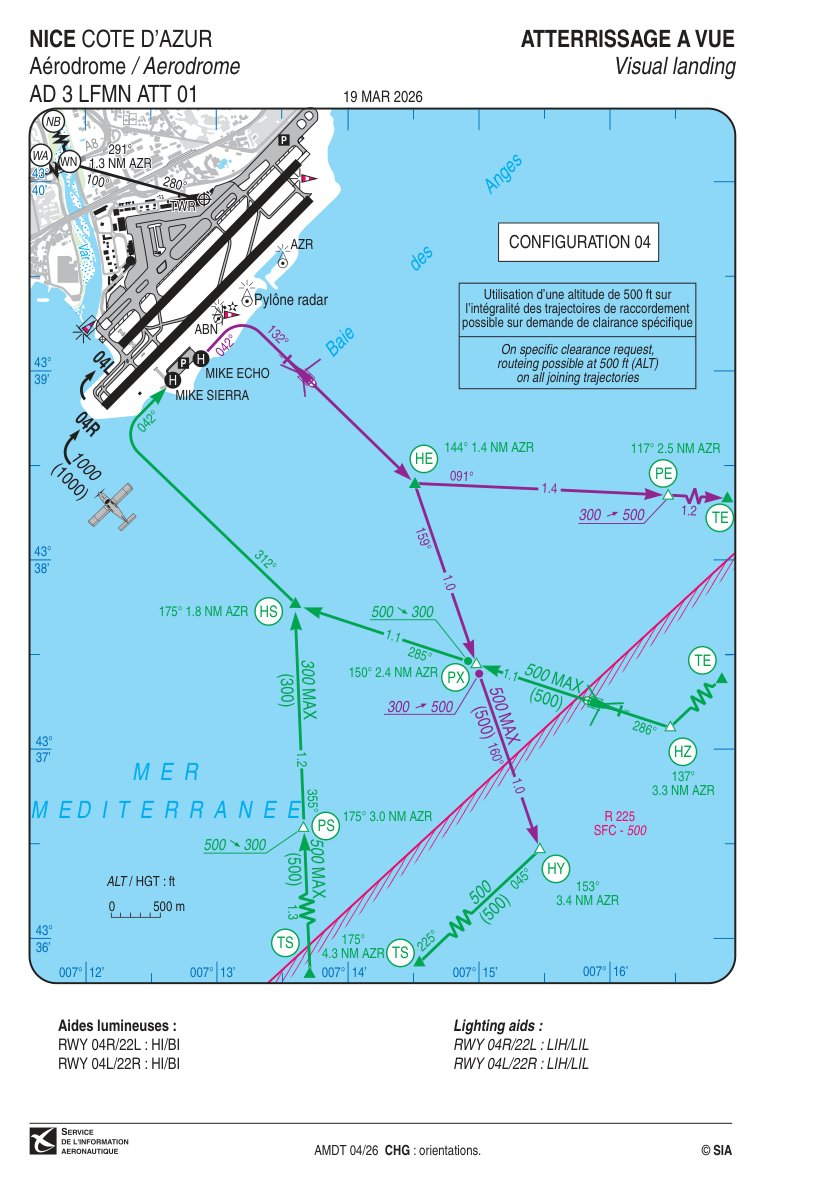 NICE COTE D'AZUR
Aérodrome / Aerodrome
AD 3 LFMN ATT 01
ATTERRISSAGE A VUE
Visual landing
19 MAR 2026
NB
WA
WN
A8
291°
1.3 NM AZR
100°
280°
TWR
P
43°
40'
Var
AZR
Pylône radar
ABN
Baie
des
Anges
CONFIGURATION 04
Utilisation d'une altitude de 500 ft sur
l'intégralité des trajectoires de raccordement
possible sur demande de clairance spécifique
On specific clearance request,
routeing possible at 500 ft (ALT)
on all joining trajectories
042°
132°
43°
39'
04L
P
H
H
MIKE ECHO
MIKE SIERRA
04R
042°
1000
(1000)
HE
144° 1.4 NM AZR
091°
1.4
117° 2.5 NM AZR
PE
300 500
1.2
TE
43°
38'
312°
159°
1.0
175° 1.8 NM AZR
HS
500 300
1.1
285°
150° 2.4 NM AZR
PX
300 500
1.1
500 MAX
(500)
286°
TE
HZ
137°
3.3 NM AZR
300 MAX
(300)
500 MAX
(500)
160°
1.0
43°
37'
MER
MEDITERRANEE
1.2
355°
PS
175° 3.0 NM AZR
500 300
R 225
SFC - 500
500 MAX
(500)
1.3
HY
153°
3.4 NM AZR
045°
500
(500)
225°
ALT / HGT : ft
0 500 m
TS
175°
4.3 NM AZR
TS
43°
36'
007° 12'
007° 13'
007° 14'
007° 15'
007° 16'
Aides lumineuses :
RWY 04R/22L : HI/BI
RWY 04L/22R : HI/BI
Lighting aids :
RWY 04R/22L : LIH/LIL
RWY 04L/22R : LIH/LIL
SERVICE
DE L'INFORMATION
AERONAUTIQUE
AMDT 04/26 CHG : orientations.
© SIA